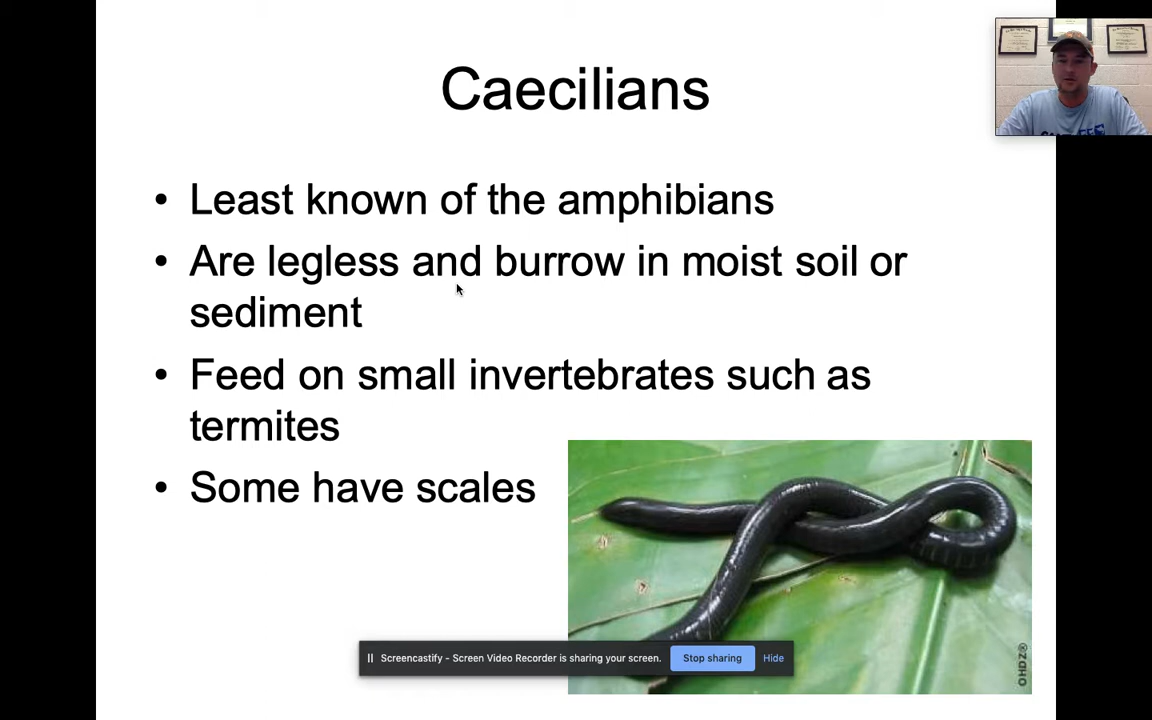 Caecilians
• Least known of the amphibians
• Are legless and burrow in moist soil or
sediment
• Feed on small invertebrates such as
termites
• Some have scales
OHDZ®
Screencastify - Screen Video Recorder is sharing your screen.
Stop sharing
Hide